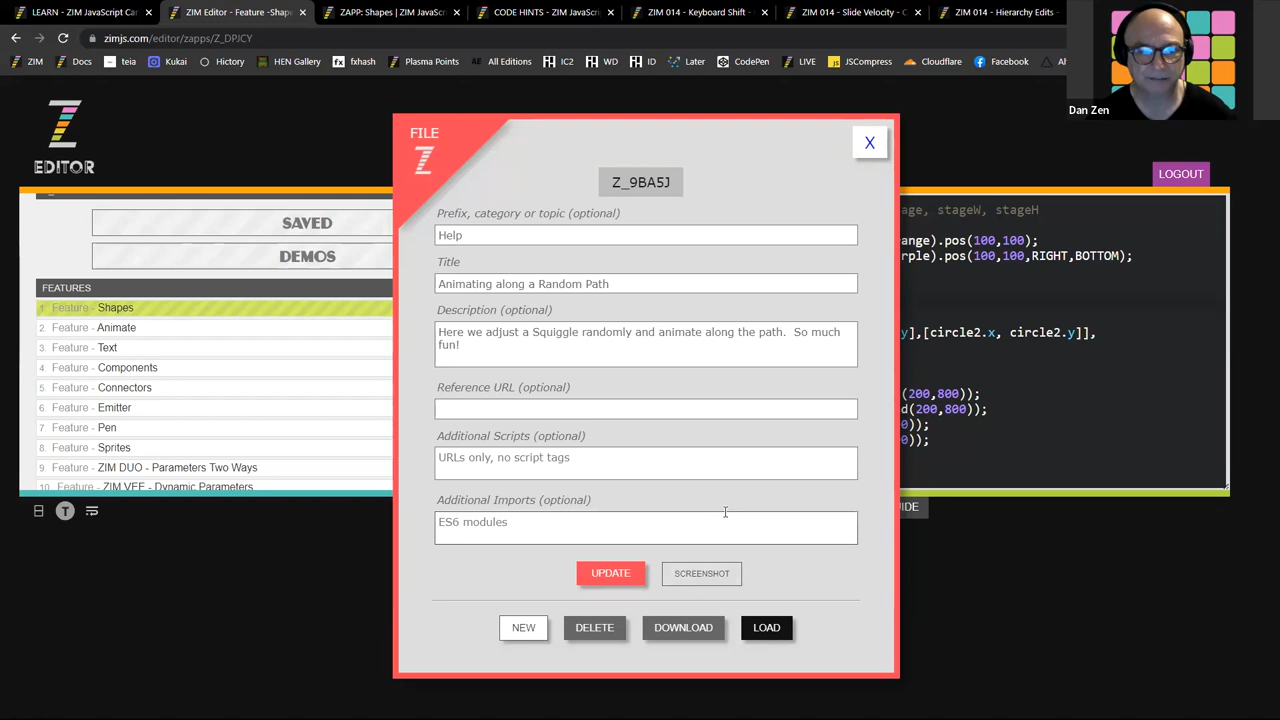 LEARN - ZIM JavaScript Ca
ZIM Editor - Feature -Shape
ZAPP: Shapes | ZIM JavaScri
CODE HINTS - ZIM JavaScri
ZIM 014 - Keyboard Shift -
ZIM 014 - Slide Velocity - C
ZIM 014 - Hierarchy Edits -
zimjs.com/editor/zapps/Z_DPJCY
ZIM
Docs
teia
Kukai
Hictory
HEN Gallery
fx fxhash
Plasma Points
All Editions
IC2
WD
ID
Later
CodePen
LIVE
JSCompress
Cloudflare
Facebook
Dan Zen
EDITOR
LOGOUT
SAVED
DEMOS
FEATURES
1. Feature - Shapes
2. Feature - Animate
3. Feature - Text
4. Feature - Components
5. Feature - Connectors
6. Feature - Emitter
7. Feature - Pen
8. Feature - Sprites
9. ZIM DUO - Parameters Two Ways
10. ZIM VEE - Dynamic Parameters
T
FILE
Z
X
Z_9BA5J
Prefix, category or topic (optional)
Help
Title
Animating along a Random Path
Description (optional)
Here we adjust a Squiggle randomly and animate along the path. So much
fun!
Reference URL (optional)
Additional Scripts (optional)
URLs only, no script tags
Additional Imports (optional)
ES6 modules
UPDATE
SCREENSHOT
NEW
DELETE
DOWNLOAD
LOAD
age, stageW, stageH
ange).pos(100,100);
rple).pos(100,100,RIGHT,BOTTOM);
y],[circle2.x, circle2.y]],
(200,800));
d(200,800));
0));
0));
IDE